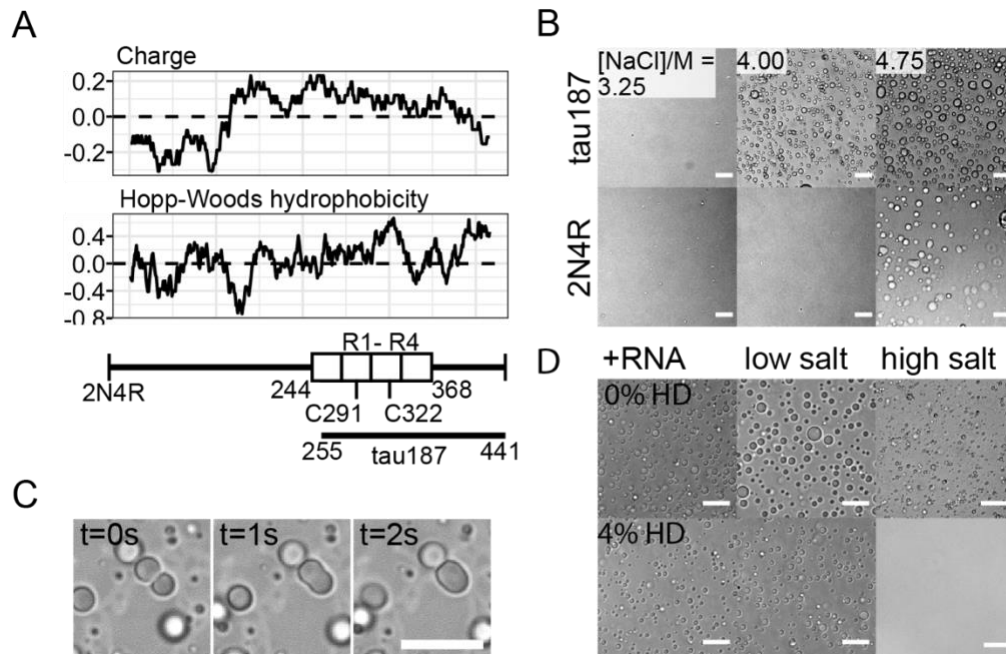 A
Charge
0.2
0.0
-0.2
Hopp-Woods hydrophobicity
0.4
0.0
-0.4
-0.8
R1- R4
2N4R
244
368
C291
C322
255
tau187
441
B
[NaCl]/M =
3.25
4.00
4.75
tau187
2N4R
C
t=0s
t=1s
t=2s
D
+RNA
low salt
high salt
0% HD
4% HD